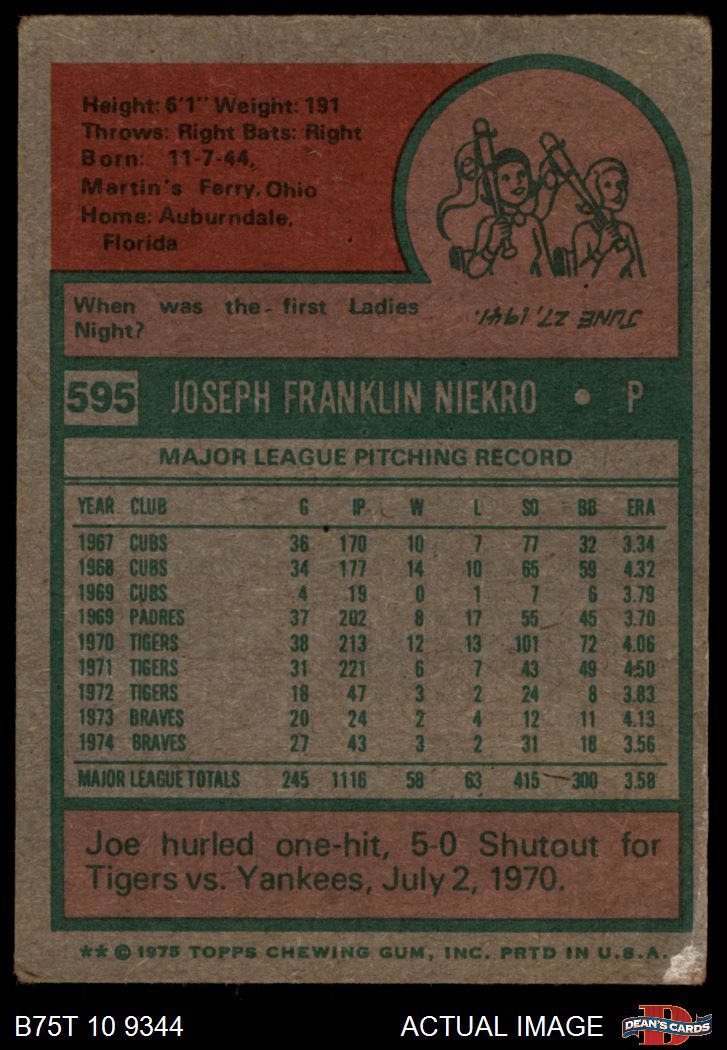 Height: 6'1" Weight: 191
Throws: Right Bats: Right
Born: 11-7-44,
Martin's Ferry, Ohio
Home: Auburndale,
Florida
When was the first Ladies
Night?
JUNE 27, 1941.
595 JOSEPH FRANKLIN NIEKRO • P
MAJOR LEAGUE PITCHING RECORD
YEAR CLUB G IP W L SO BB ERA
1967 CUBS 36 170 10 7 77 32 3.34
1968 CUBS 34 177 14 10 65 59 4.32
1969 CUBS 4 19 0 1 7 6 3.79
1969 PADRES 37 202 8 17 55 45 3.70
1970 TIGERS 38 213 12 13 101 72 4.06
1971 TIGERS 31 221 6 7 43 49 4.50
1972 TIGERS 18 47 3 2 24 8 3.83
1973 BRAVES 20 24 2 4 12 11 4.13
1974 BRAVES 27 43 3 2 31 18 3.56
MAJOR LEAGUE TOTALS 245 1116 58 63 415 300 3.58
Joe hurled one-hit, 5-0 Shutout for
Tigers vs. Yankees, July 2, 1970.
** © 1975 TOPPS CHEWING GUM, INC. PRTD IN U.S.A.
B75T 10 9344 ACTUAL IMAGE D DEAN'S CARDS